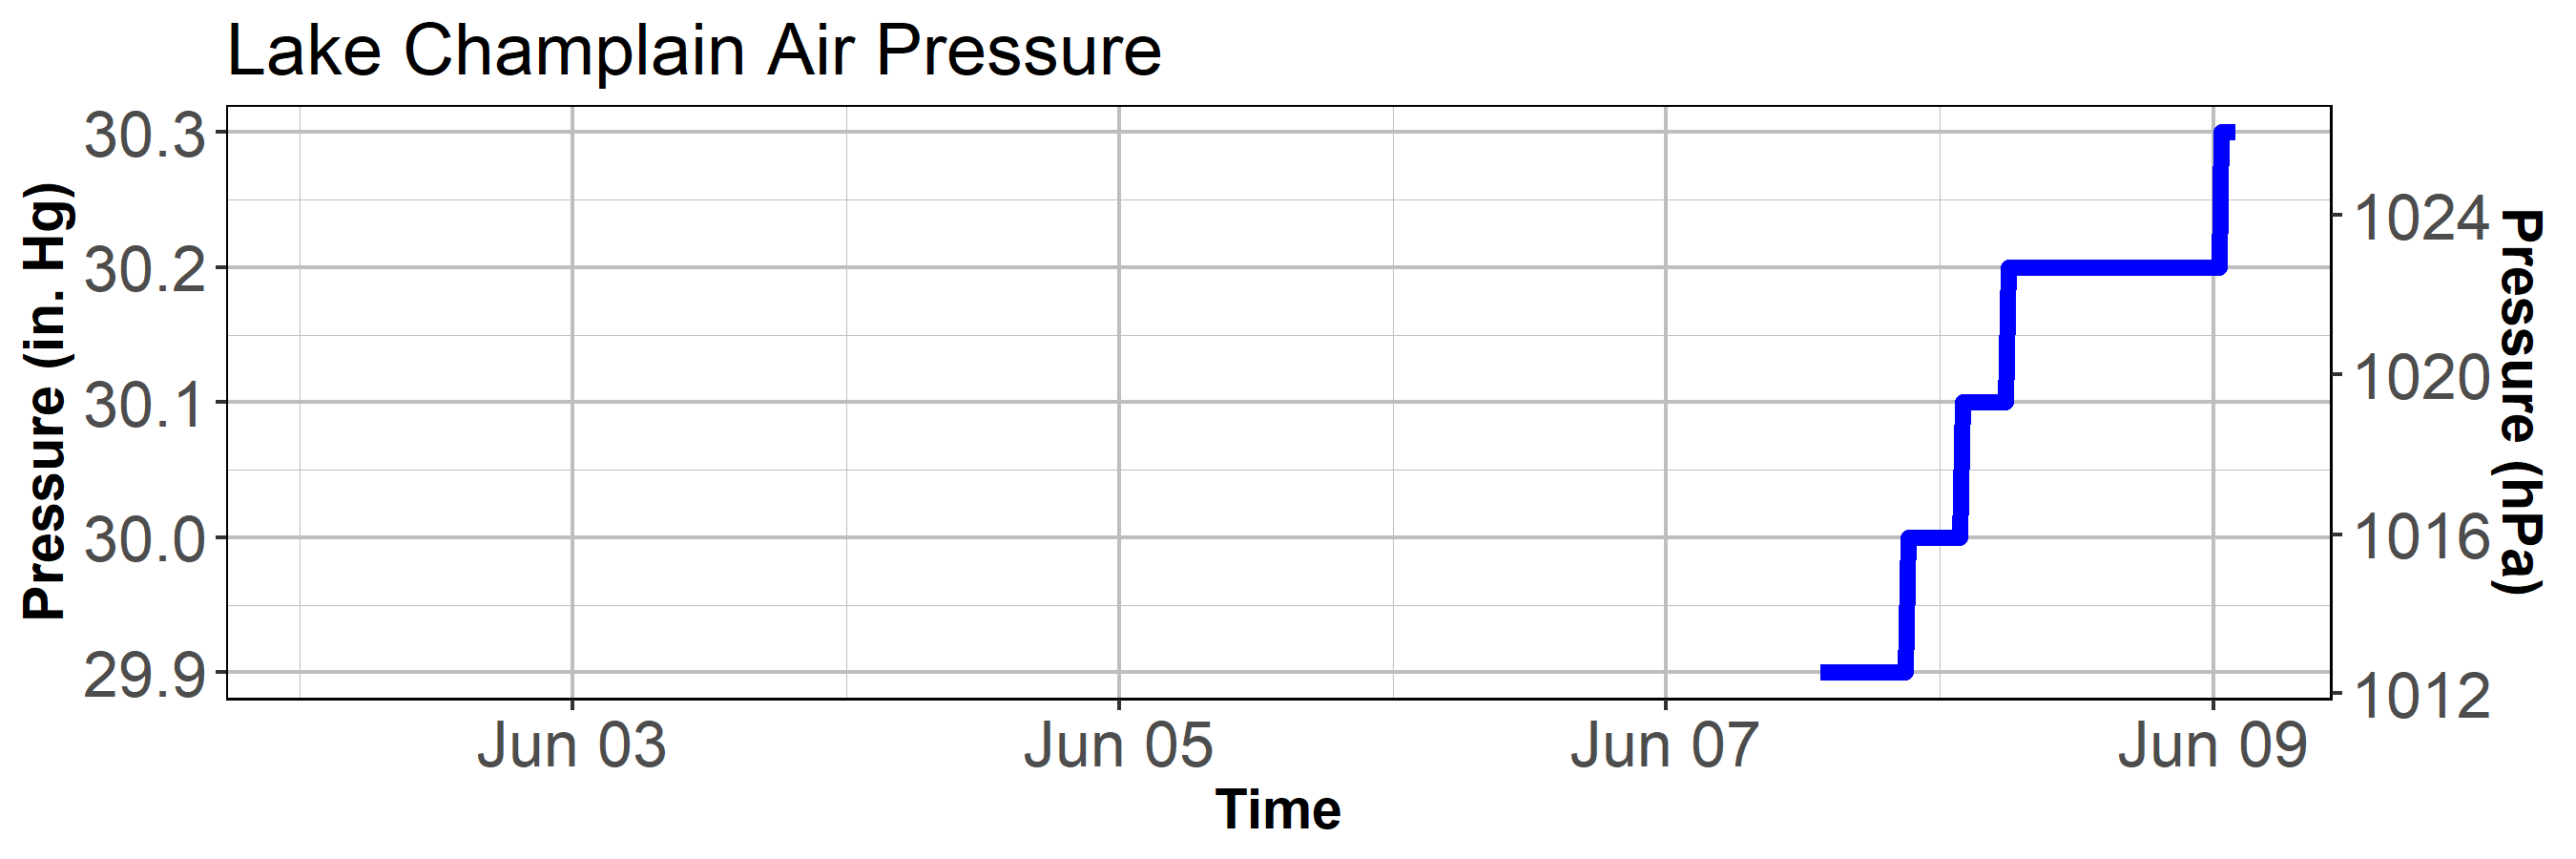 Lake Champlain Air Pressure
Pressure (in. Hg)
30.3
30.2
30.1
30.0
29.9
1024
1020
1016
1012
Pressure (hPa)
Jun 03 Jun 05 Jun 07 Jun 09
Time